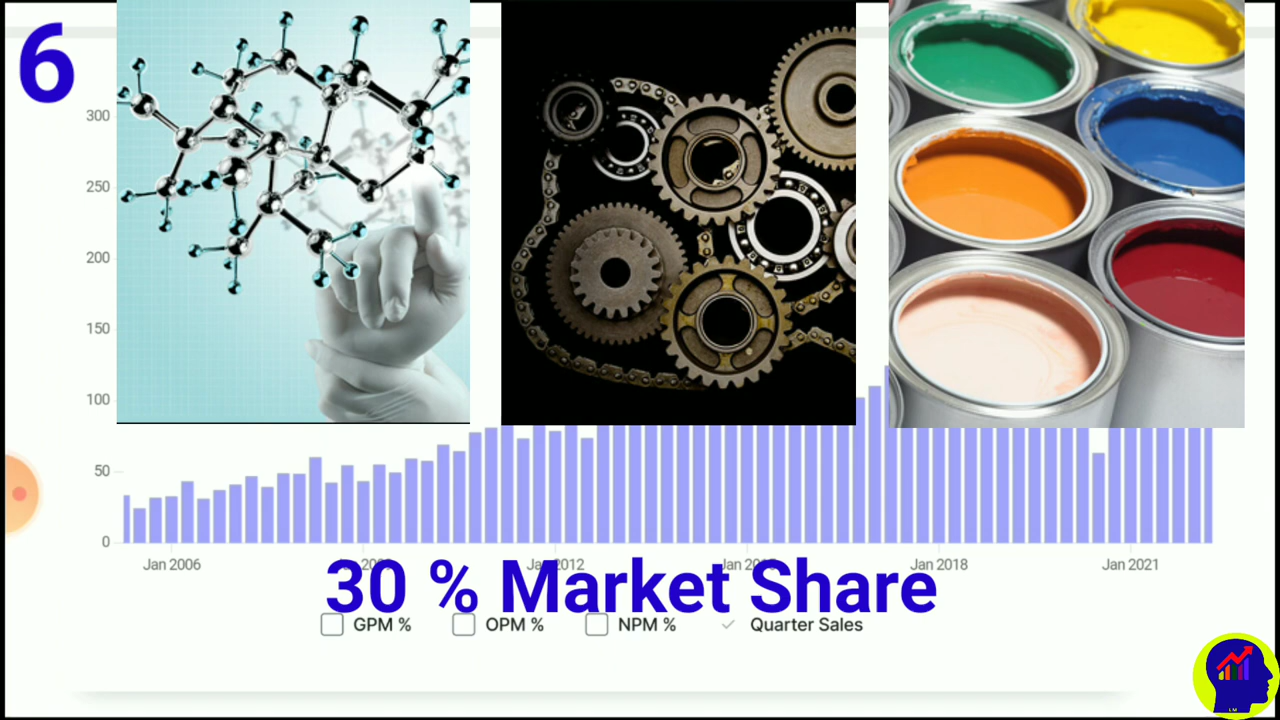 6
300
250
200
150
100
50
0
Jan 2006
Jan 2012
Jan 2018
Jan 2021
30 % Market Share
GPM %
OPM %
NPM %
Quarter Sales